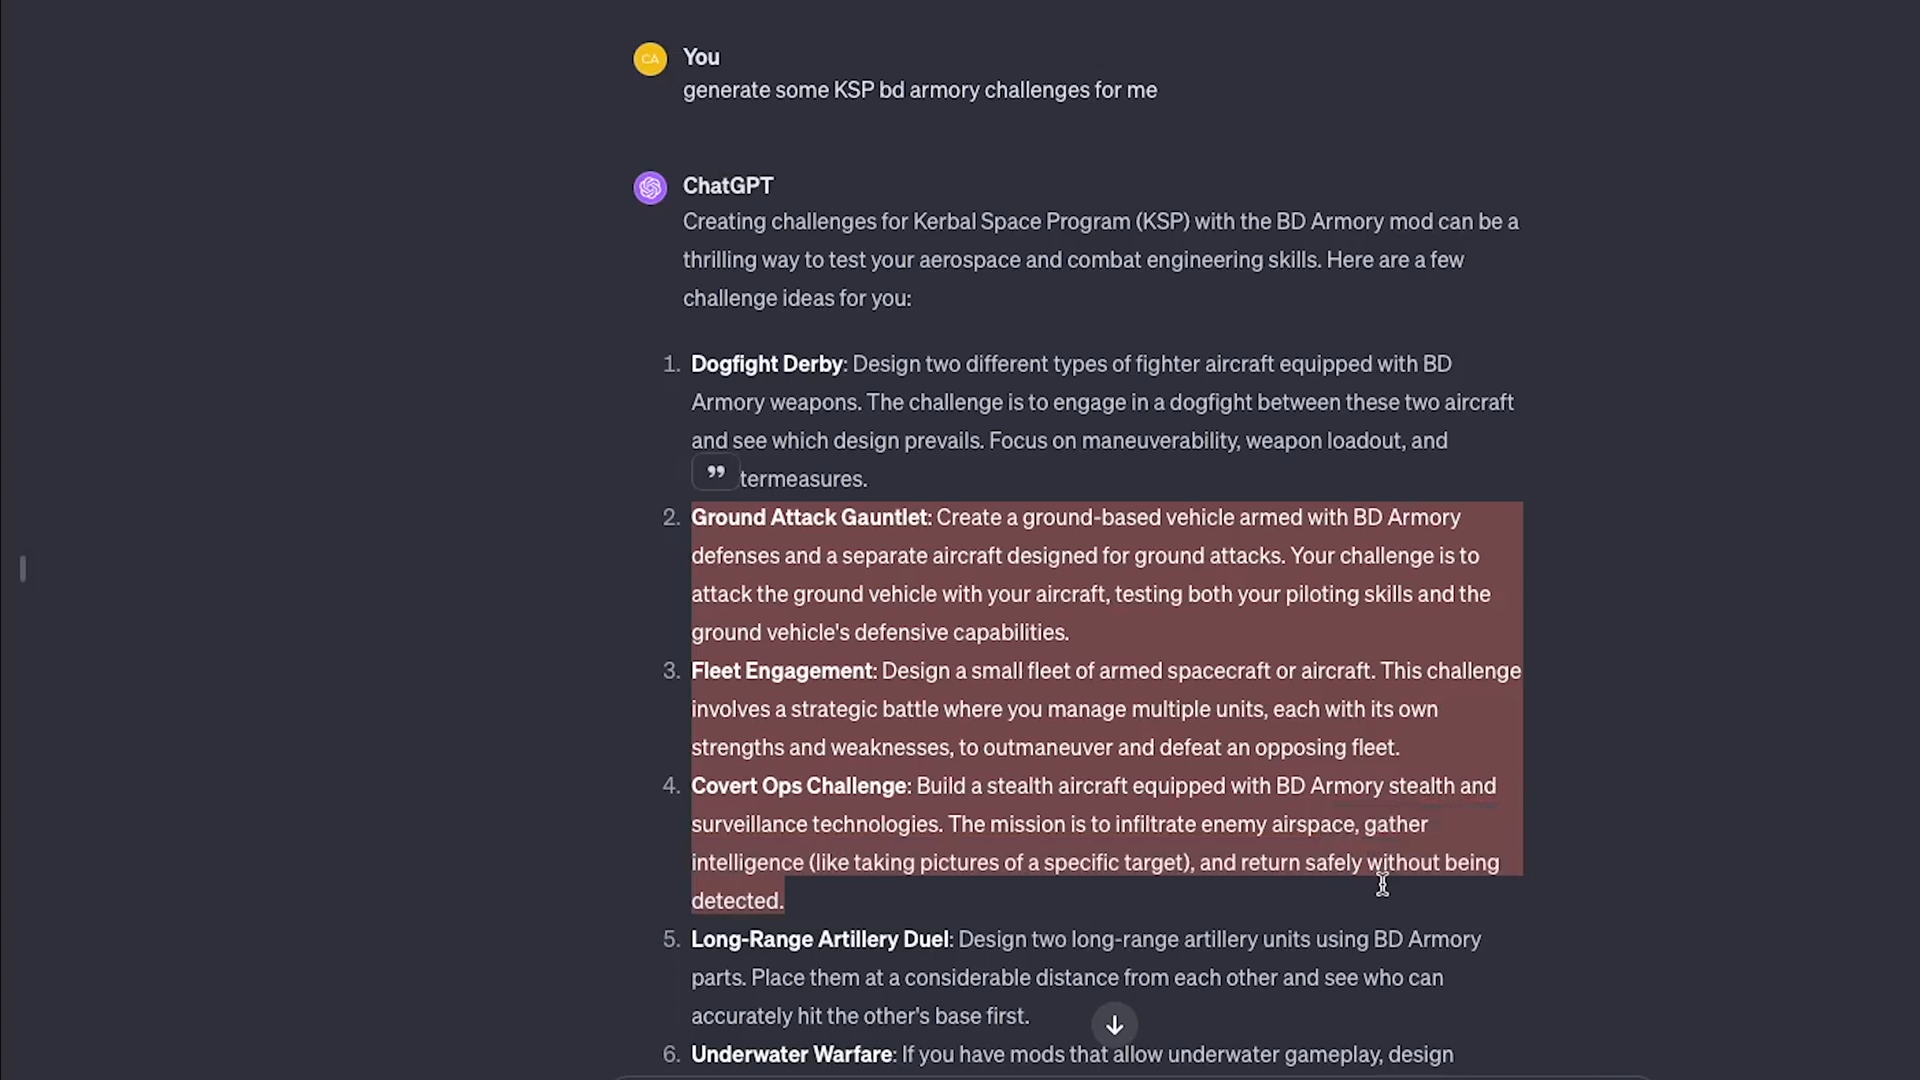 CA
You
generate some KSP bd armory challenges for me
ChatGPT
Creating challenges for Kerbal Space Program (KSP) with the BD Armory mod can be a
thrilling way to test your aerospace and combat engineering skills. Here are a few
challenge ideas for you:
1. Dogfight Derby: Design two different types of fighter aircraft equipped with BD
Armory weapons. The challenge is to engage in a dogfight between these two aircraft
and see which design prevails. Focus on maneuverability, weapon loadout, and
termeasures.
2. Ground Attack Gauntlet: Create a ground-based vehicle armed with BD Armory
defenses and a separate aircraft designed for ground attacks. Your challenge is to
attack the ground vehicle with your aircraft, testing both your piloting skills and the
ground vehicle's defensive capabilities.
3. Fleet Engagement: Design a small fleet of armed spacecraft or aircraft. This challenge
involves a strategic battle where you manage multiple units, each with its own
strengths and weaknesses, to outmaneuver and defeat an opposing fleet.
4. Covert Ops Challenge: Build a stealth aircraft equipped with BD Armory stealth and
surveillance technologies. The mission is to infiltrate enemy airspace, gather
intelligence (like taking pictures of a specific target), and return safely without being
detected.
5. Long-Range Artillery Duel: Design two long-range artillery units using BD Armory
parts. Place them at a considerable distance from each other and see who can
accurately hit the other's base first.
6. Underwater Warfare: If you have mods that allow underwater gameplay, design